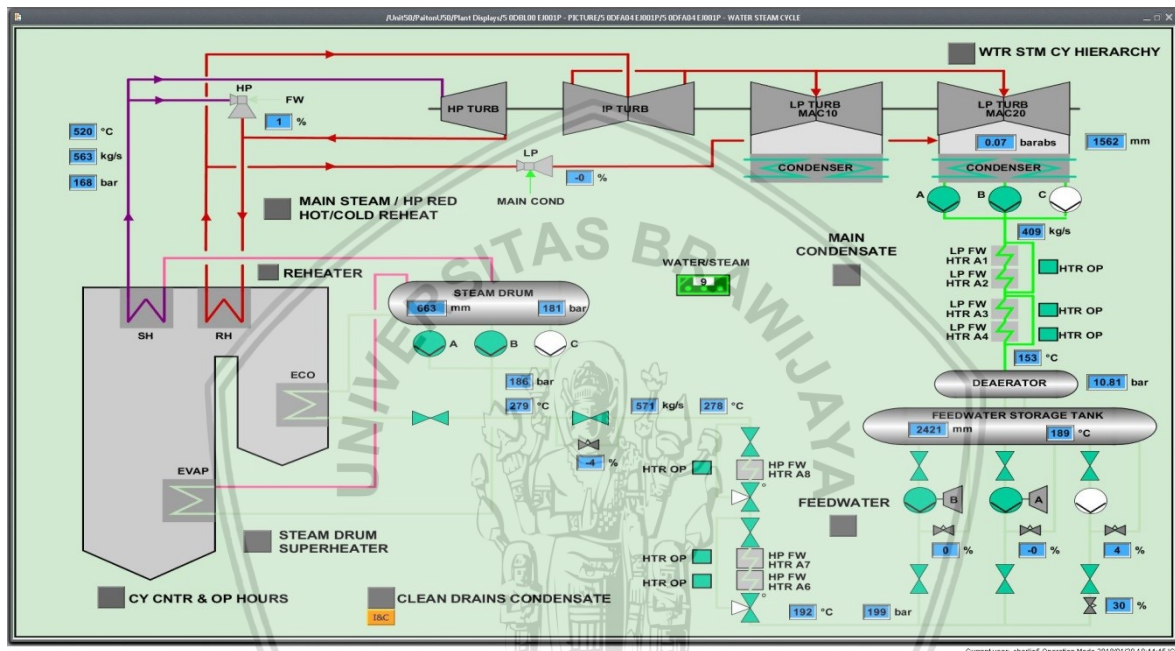 /Unit50/PaitonU50/Plant Displays/5 0DBL00 EJ001P - PICTURE/5 0DFA04 EJ001P/5 0DFA04 EJ001P - WATER STEAM CYCLE
WTR STM CY HIERARCHY
HP
FW
1 %
HP TURB
IP TURB
LP TURB
MAC10
LP TURB
MAC20
520 °C
563 kg/s
168 bar
LP
-0 %
MAIN COND
0.07 barabs
1562 mm
CONDENSER
CONDENSER
MAIN STEAM / HP RED
HOT/COLD REHEAT
A
B
C
409 kg/s
MAIN
CONDENSATE
REHEATER
WATER/STEAM
9
LP FW
HTR A1
LP FW
HTR A2
HTR OP
LP FW
HTR A3
LP FW
HTR A4
HTR OP
HTR OP
STEAM DRUM
663 mm
181 bar
SH
RH
A
B
C
153 °C
DEAERATOR
10.81 bar
ECO
186 bar
279 °C
571 kg/s
278 °C
FEEDWATER STORAGE TANK
2421 mm
189 °C
-4 %
EVAP
HTR OP
HP FW
HTR A8
FEEDWATER
B
A
0 %
-0 %
4 %
STEAM DRUM
SUPERHEATER
HTR OP
HP FW
HTR A7
HTR OP
HP FW
HTR A6
CY CNTR & OP HOURS
CLEAN DRAINS CONDENSATE
I&C
192 °C
199 bar
30 %
UNIVERSITAS BRAWIJAYA